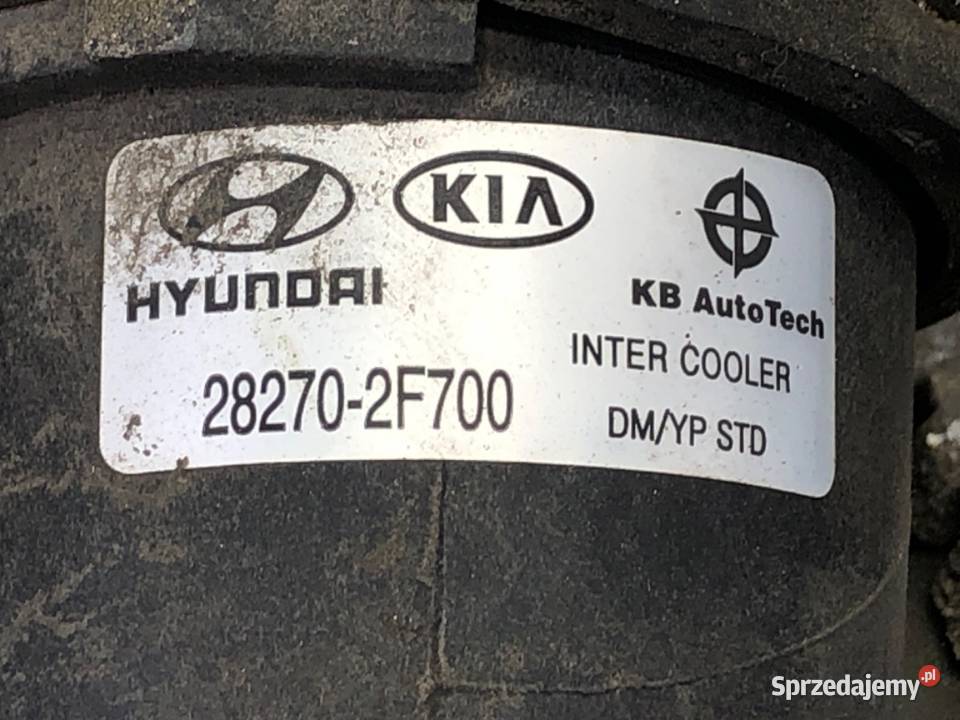 KIA
HYUNDAI
KB AutoTech
INTER COOLER
28270-2F700
DM/YP STD
Sprzedajemy.pl